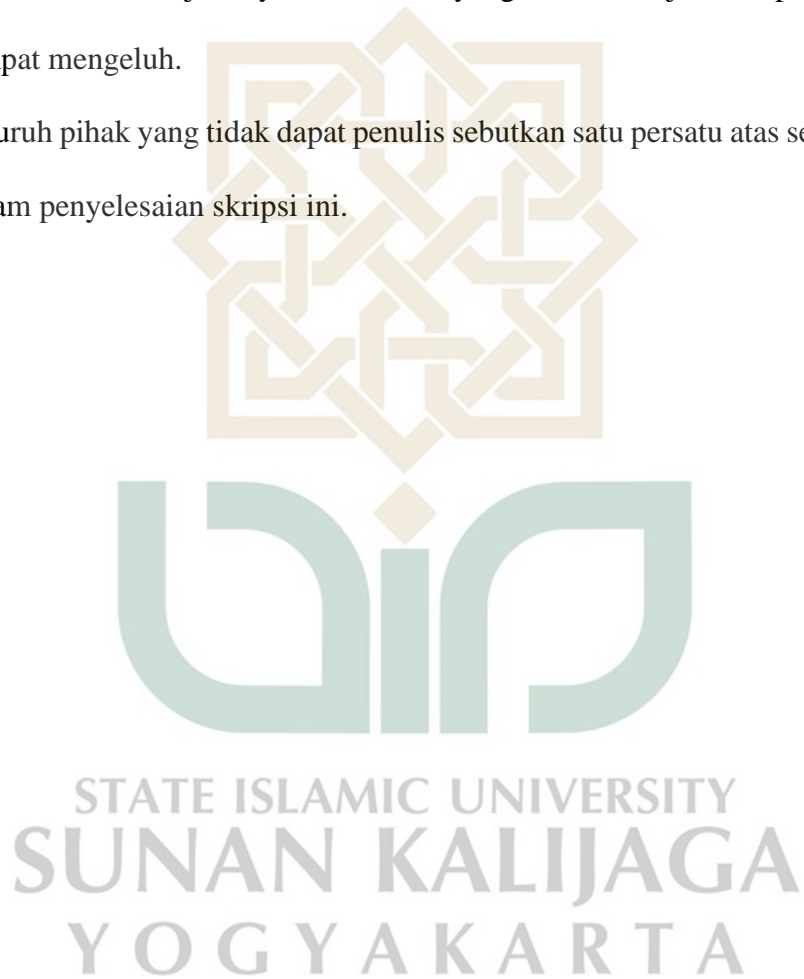 pat mengeluh.
uruh pihak yang tidak dapat penulis sebutkan satu persatu atas se
am penyelesaian skripsi ini.
STATE ISLAMIC UNIVERSITY
SUNAN KALIJAGA
YOGYAKARTA